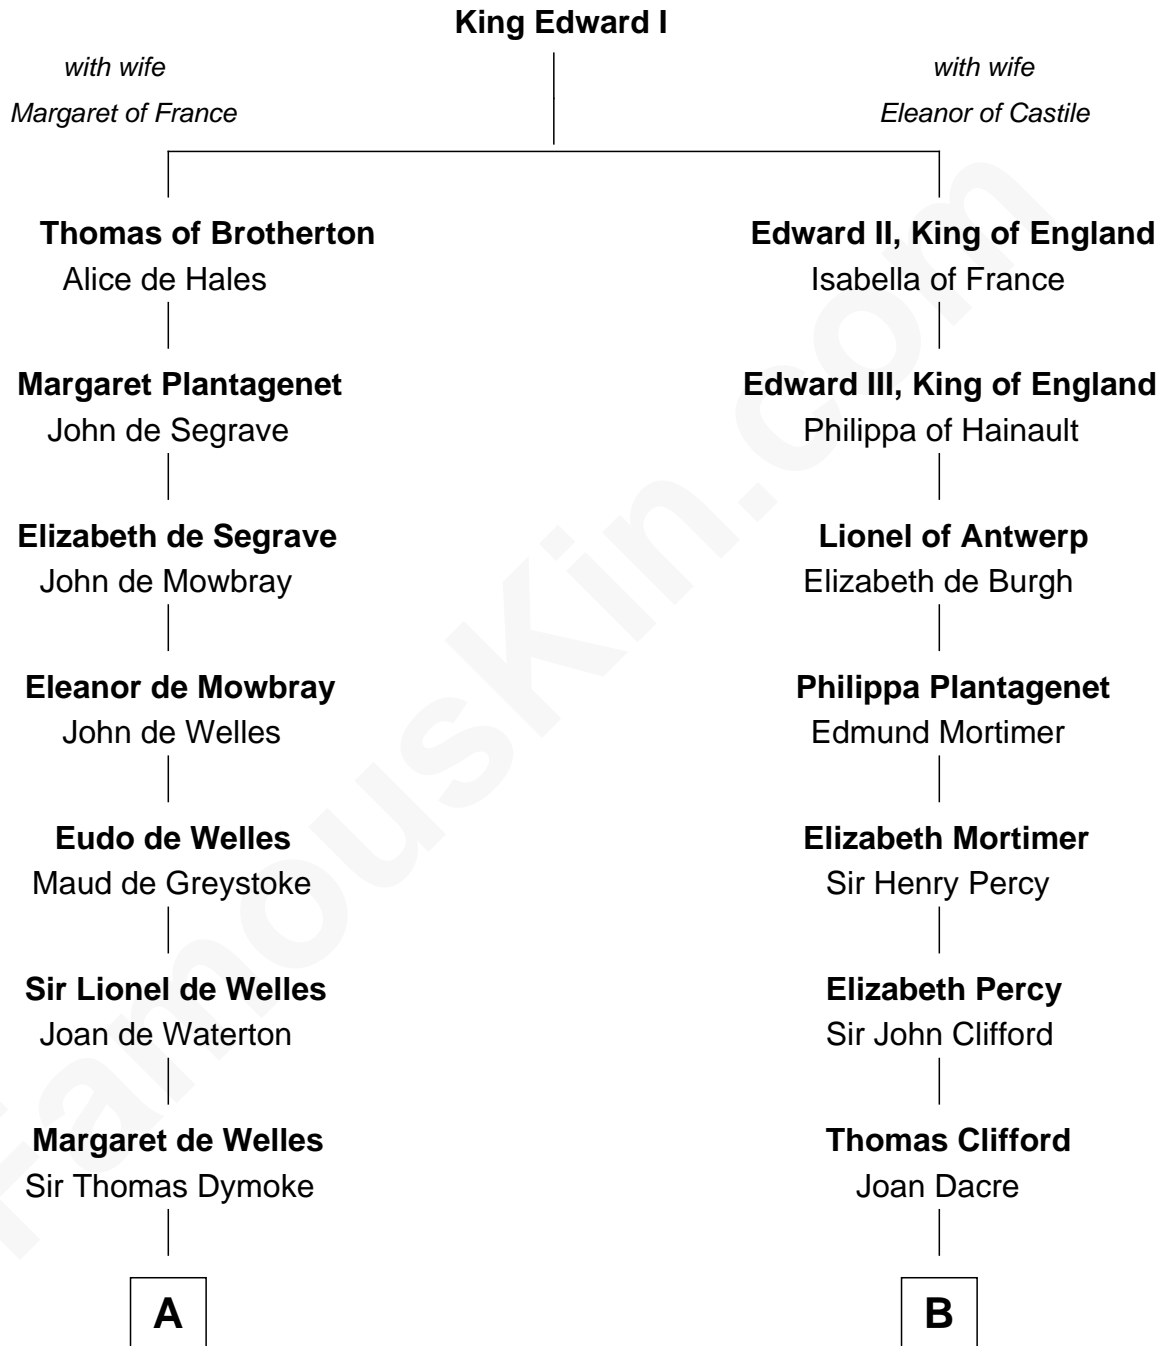 King Edward I
with wife
Margaret of France
with wife
Eleanor of Castile
Thomas of Brotherton
Alice de Hales
Margaret Plantagenet
John de Segrave
Elizabeth de Segrave
John de Mowbray
Eleanor de Mowbray
John de Welles
Eudo de Welles
Maud de Greystoke
Sir Lionel de Welles
Joan de Waterton
Margaret de Welles
Sir Thomas Dymoke
A
Edward II, King of England
Isabella of France
Edward III, King of England
Philippa of Hainault
Lionel of Antwerp
Elizabeth de Burgh
Philippa Plantagenet
Edmund Mortimer
Elizabeth Mortimer
Sir Henry Percy
Elizabeth Percy
Sir John Clifford
Thomas Clifford
Joan Dacre
B
FamousKin.com